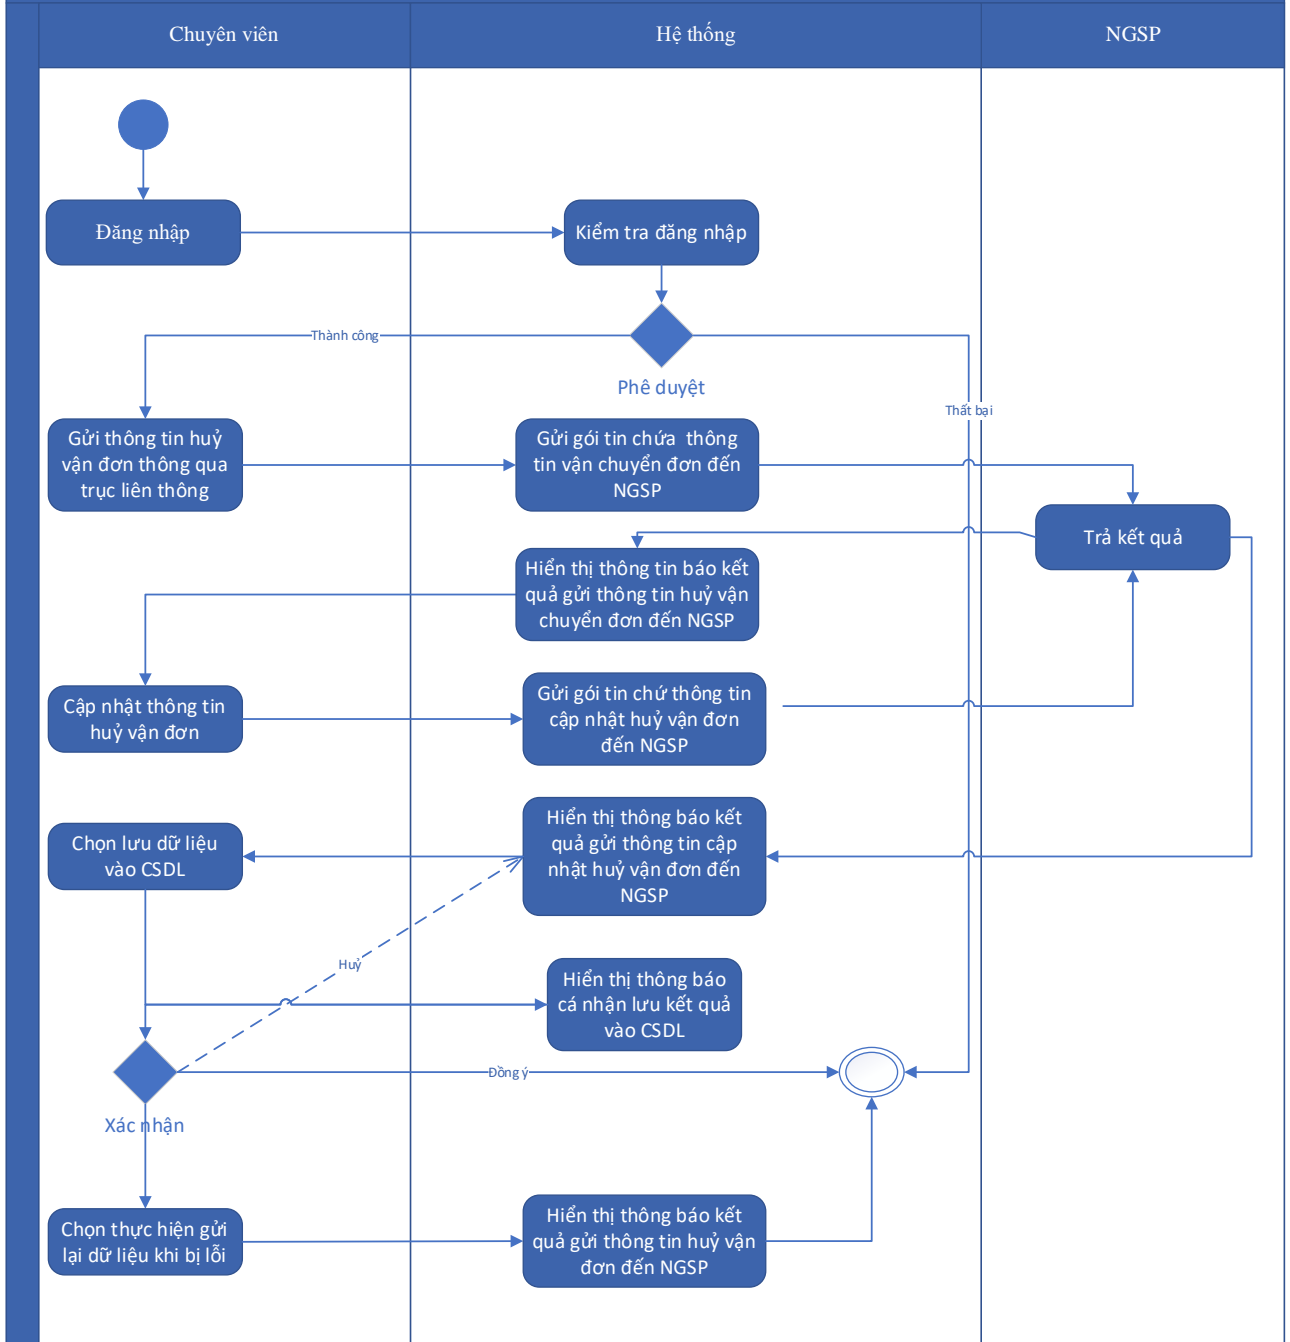 Chuyên viên
Hệ thống
NGSP
Đăng nhập
Kiểm tra đăng nhập
Thành công
Phê duyệt
Thất bại
Gửi thông tin huỷ
vận đơn thông qua
trục liên thông
Gửi gói tin chứa  thông
tin vận chuyển đơn đến
NGSP
Trả kết quả
Hiển thị thông tin báo kết
quả gửi thông tin huỷ vận
chuyển đơn đến NGSP
Cập nhật thông tin
huỷ vận đơn
Gửi gói tin chứ thông tin
cập nhật huỷ vận đơn
đến NGSP
Chọn lưu dữ liệu
vào CSDL
Hiển thị thông báo kết
quả gửi thông tin cập
nhật huỷ vận đơn đến
NGSP
Huỷ
Hiển thị thông báo
cá nhận lưu kết quả
vào CSDL
Đồng ý
Xác nhận
Chọn thực hiện gửi
lại dữ liệu khi bị lỗi
Hiển thị thông báo kết
quả gửi thông tin huỷ vận
đơn đến NGSP